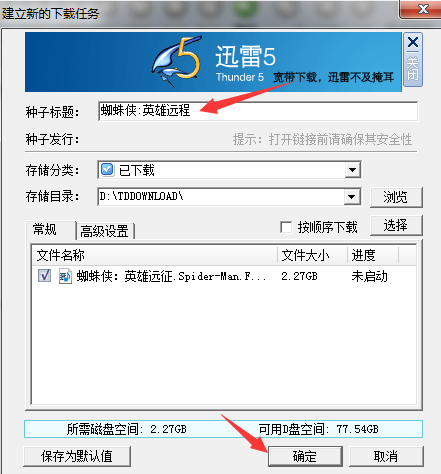 建立新的下载任务
迅雷5
Thunder 5 宽带下载，迅雷不及掩耳
关闭
种子标题： 蜘蛛侠:英雄远程
种子发行： 提示：打开链接前请确保其安全性
存储分类： 已下载
存储目录： D:\TDDOWNLOAD\ 浏览
常规 高级设置 按顺序下载 选择
文件名称 文件大小 进度
蜘蛛侠：英雄远征.Spider-Man.F... 2.27GB 未启动
所需磁盘空间: 2.27GB 可用D盘空间: 77.54GB
保存为默认值 确定 取消